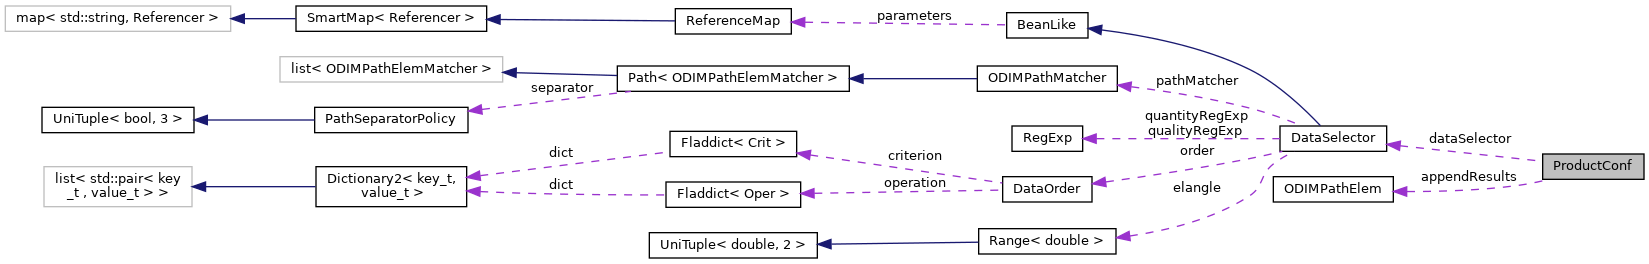 map< std::string, Referencer >
SmartMap< Referencer >
ReferenceMap
parameters
BeanLike
list< ODIMPathElemMatcher >
Path< ODIMPathElemMatcher >
ODIMPathMatcher
pathMatcher
separator
UniTuple< bool, 3 >
PathSeparatorPolicy
quantityRegExp
qualityRegExp
RegExp
DataSelector
dataSelector
ProductConf
Fladdict< Crit >
dict
criterion
order
list< std::pair< key
_t , value_t > >
Dictionary2< key_t,
value_t >
dict
Fladdict< Oper >
operation
DataOrder
elangle
ODIMPathElem
appendResults
UniTuple< double, 2 >
Range< double >